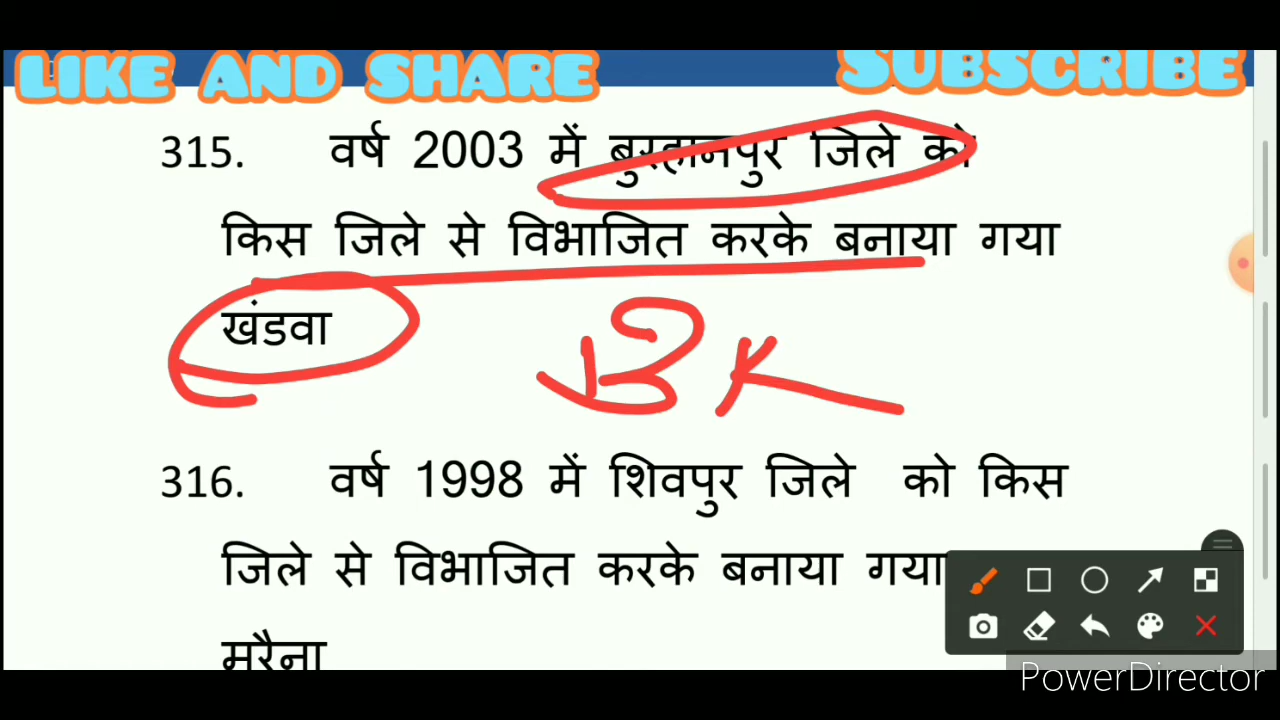 LIKE AND SHARE SUBSCRIBE
315. वर्ष 2003 में बुरहानपुर जिले को
किस जिले से विभाजित करके बनाया गया
खंडवा
BK
316. वर्ष 1998 में शिवपुर जिले को किस
जिले से विभाजित करके बनाया गया
मुरैना
PowerDirector